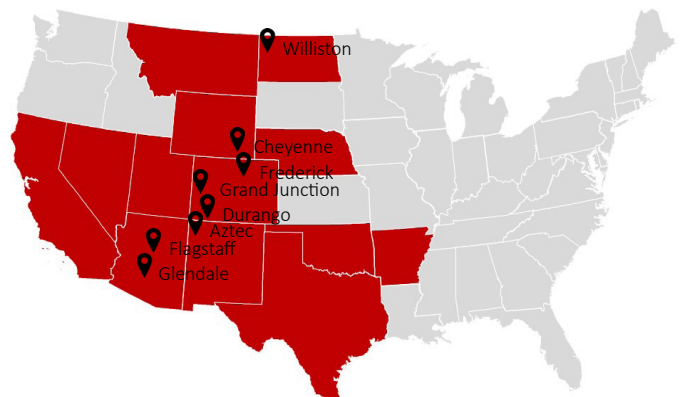 Williston
Cheyenne
Frederick
Grand Junction
Durango
Aztec
Flagstaff
Glendale